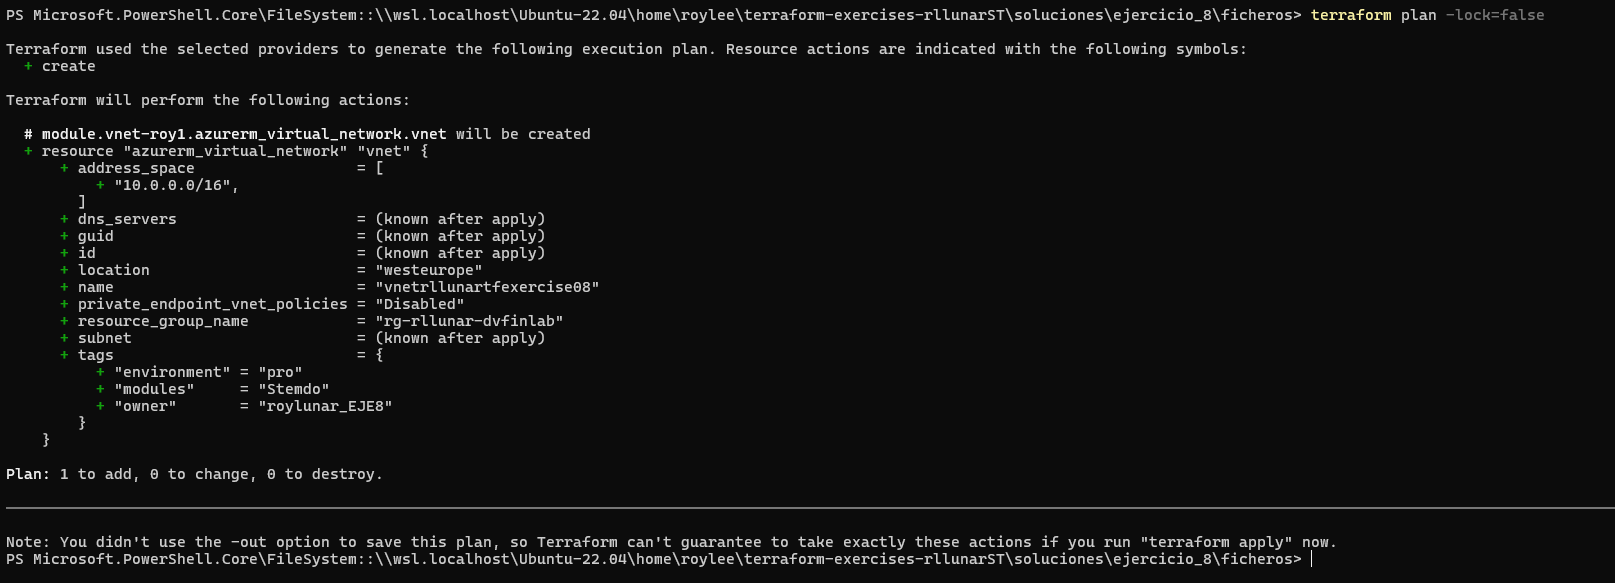 PS Microsoft.PowerShell.Core\FileSystem::\\wsl.localhost\Ubuntu-22.04\home\roylee\terraform-exercises-rllunarST\soluciones\ejercicio_8\ficheros> terraform plan -lock=false
Terraform used the selected providers to generate the following execution plan. Resource actions are indicated with the following symbols:
  + create
Terraform will perform the following actions:
  # module.vnet-roy1.azurerm_virtual_network.vnet will be created
  + resource "azurerm_virtual_network" "vnet" {
      + address_space                  = [
          + "10.0.0.0/16",
        ]
      + dns_servers                    = (known after apply)
      + guid                           = (known after apply)
      + id                             = (known after apply)
      + location                       = "westeurope"
      + name                           = "vnetrllunartfexercise08"
      + private_endpoint_vnet_policies = "Disabled"
      + resource_group_name            = "rg-rllunar-dvfinlab"
      + subnet                         = (known after apply)
      + tags                           = {
          + "environment" = "pro"
          + "modules"     = "Stemdo"
          + "owner"       = "roylunar_EJE8"
        }
    }
Plan: 1 to add, 0 to change, 0 to destroy.
Note: You didn't use the -out option to save this plan, so Terraform can't guarantee to take exactly these actions if you run "terraform apply" now.
PS Microsoft.PowerShell.Core\FileSystem::\\wsl.localhost\Ubuntu-22.04\home\roylee\terraform-exercises-rllunarST\soluciones\ejercicio_8\ficheros>